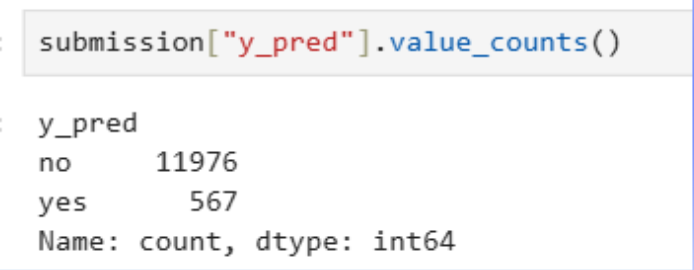 submission["y_pred"].value_counts()
y_pred
no      11976
yes       567
Name: count, dtype: int64